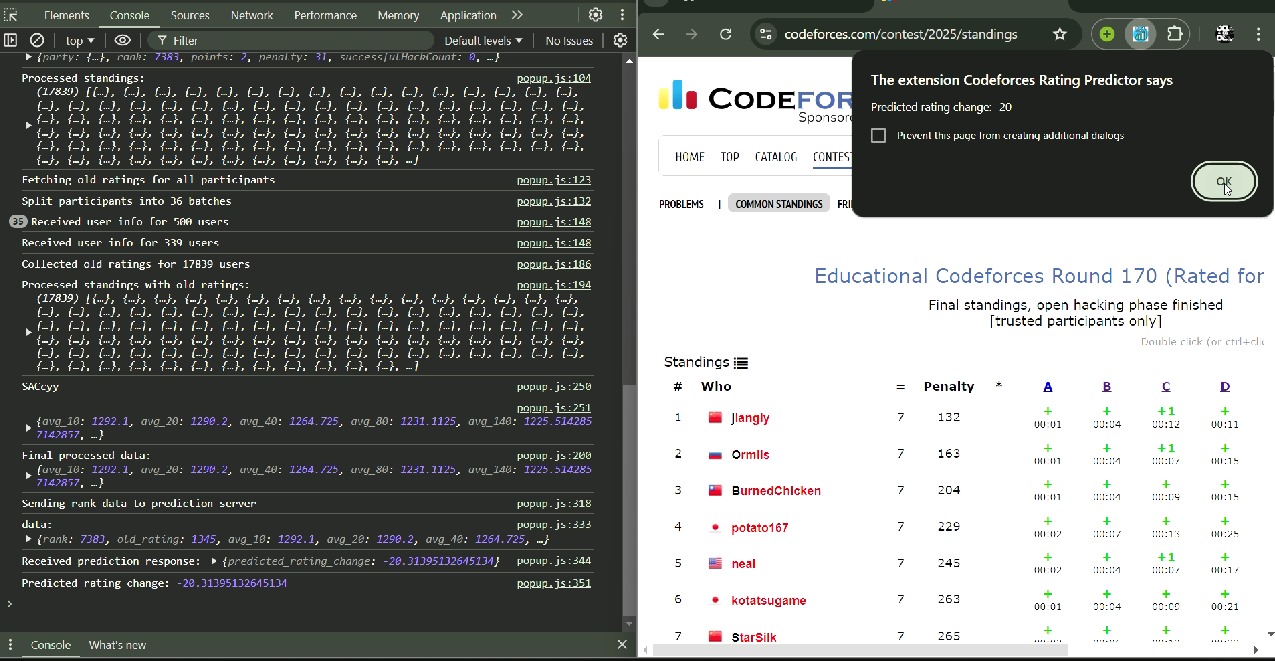 Elements Console Sources Network Performance Memory Application
top Filter Default levels No Issues
{party: {…}, rank: 7383, points: 2, penalty: 31, successfulHackCount: 0, …}
Processed standings: popup.js:104
(17839) [{…}, {…}, {…}, {…}, {…}, {…}, {…}, {…}, {…}, {…}, {…}, {…}, {…}, {…}, {…}, {…},
{…}, {…}, {…}, {…}, {…}, {…}, {…}, {…}, {…}, {…}, {…}, {…}, {…}, {…}, {…}, {…}, {…}, {…},
{…}, {…}, {…}, {…}, {…}, {…}, {…}, {…}, {…}, {…}, {…}, {…}, {…}, {…}, {…}, {…}, {…}, {…},
{…}, {…}, {…}, {…}, {…}, {…}, {…}, {…}, {…}, {…}, {…}, {…}, {…}, {…}, {…}, {…}, {…}, {…},
{…}, {…}, {…}, {…}, {…}, {…}, {…}, {…}, {…}, {…}, {…}, {…}, {…}, {…}, {…}, {…}, {…}, {…},
{…}, {…}, {…}, {…}, {…}, {…}, {…}, {…}, {…}, {…}, {…}, {…}, …]
Fetching old ratings for all participants popup.js:123
Split participants into 36 batches popup.js:132
35 Received user info for 500 users popup.js:148
Received user info for 339 users popup.js:148
Collected old ratings for 17839 users popup.js:186
Processed standings with old ratings: popup.js:194
(17839) [{…}, {…}, {…}, {…}, {…}, {…}, {…}, {…}, {…}, {…}, {…}, {…}, {…}, {…}, {…}, {…},
{…}, {…}, {…}, {…}, {…}, {…}, {…}, {…}, {…}, {…}, {…}, {…}, {…}, {…}, {…}, {…}, {…}, {…},
{…}, {…}, {…}, {…}, {…}, {…}, {…}, {…}, {…}, {…}, {…}, {…}, {…}, {…}, {…}, {…}, {…}, {…},
{…}, {…}, {…}, {…}, {…}, {…}, {…}, {…}, {…}, {…}, {…}, {…}, {…}, {…}, {…}, {…}, {…}, {…},
{…}, {…}, {…}, {…}, {…}, {…}, {…}, {…}, {…}, {…}, {…}, {…}, {…}, {…}, {…}, {…}, {…}, {…},
{…}, {…}, {…}, {…}, {…}, {…}, {…}, {…}, {…}, {…}, {…}, {…}, …]
SACcyy popup.js:250
popup.js:251
{avg_10: 1292.1, avg_20: 1290.2, avg_40: 1264.725, avg_80: 1231.1125, avg_140: 1225.514285
7142857, …}
Final processed data: popup.js:200
{avg_10: 1292.1, avg_20: 1290.2, avg_40: 1264.725, avg_80: 1231.1125, avg_140: 1225.514285
7142857, …}
Sending rank data to prediction server popup.js:318
data: popup.js:333
{rank: 7383, old_rating: 1345, avg_10: 1292.1, avg_20: 1290.2, avg_40: 1264.725, …}
Received prediction response: {predicted_rating_change: -20.31395132645134} popup.js:344
Predicted rating change: -20.31395132645134 popup.js:351
Console What's new
codeforces.com/contest/2025/standings
The extension Codeforces Rating Predictor says
Predicted rating change: -20
Prevent this page from creating additional dialogs
OK
CODEFOR
Sponsore
HOME TOP CATALOG CONTEST
PROBLEMS | COMMON STANDINGS FRI
Educational Codeforces Round 170 (Rated for
Final standings, open hacking phase finished
[trusted participants only]
Double click (or ctrl+clic
Standings
# Who = Penalty * A B C D
1 jiangly 7 132 + + +1 +
00:01 00:04 00:12 00:11
2 Ormlis 7 163 + + +1 +
00:01 00:04 00:07 00:15
3 BurnedChicken 7 204 + + + +
00:01 00:04 00:09 00:15
4 potato167 7 229 + + + +
00:02 00:07 00:13 00:25
5 neal 7 245 + + +1 +
00:02 00:04 00:07 00:17
6 kotatsugame 7 263 + + + +
00:01 00:04 00:09 00:21
7 StarSilk 7 265 + + + +